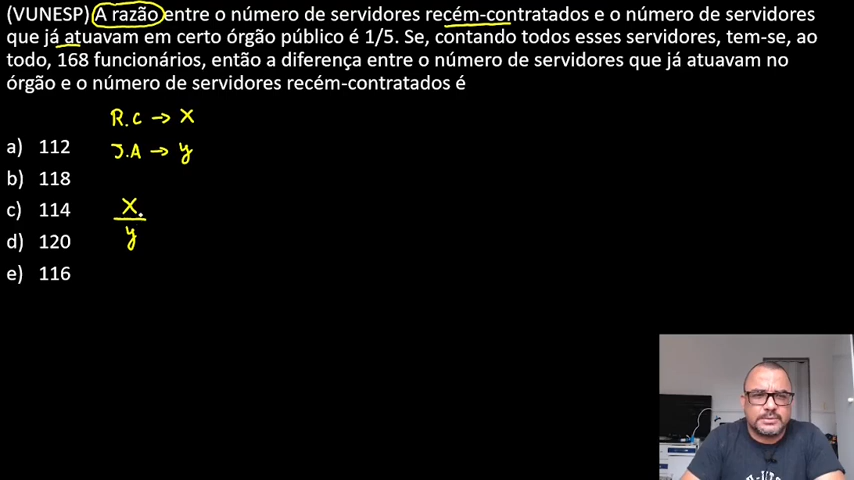 (VUNESP) A razão entre o número de servidores recém-contratados e o número de servidores
que já atuavam em certo órgão público é 1/5. Se, contando todos esses servidores, tem-se, ao
todo, 168 funcionários, então a diferença entre o número de servidores que já atuavam no
órgão e o número de servidores recém-contratados é
R.C → X
a) 112
J.A → y
b) 118
c) 114
X
y
d) 120
e) 116